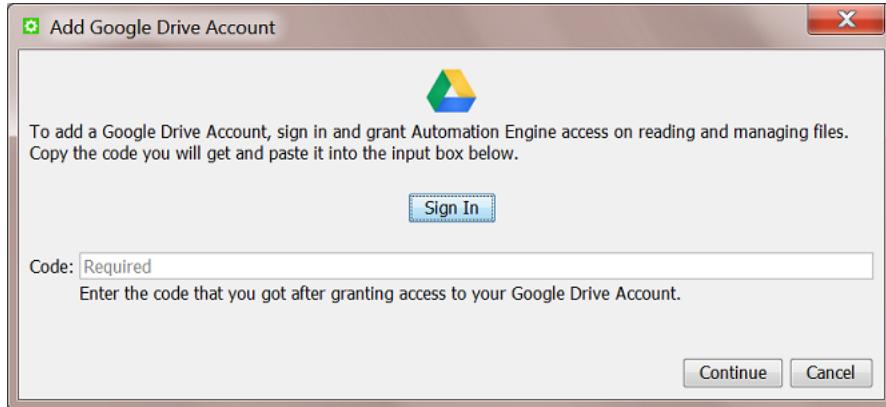 Add Google Drive Account
To add a Google Drive Account, sign in and grant Automation Engine access on reading and managing files.
Copy the code you will get and paste it into the input box below.
Sign In
Code: Required
Enter the code that you got after granting access to your Google Drive Account.
Continue Cancel